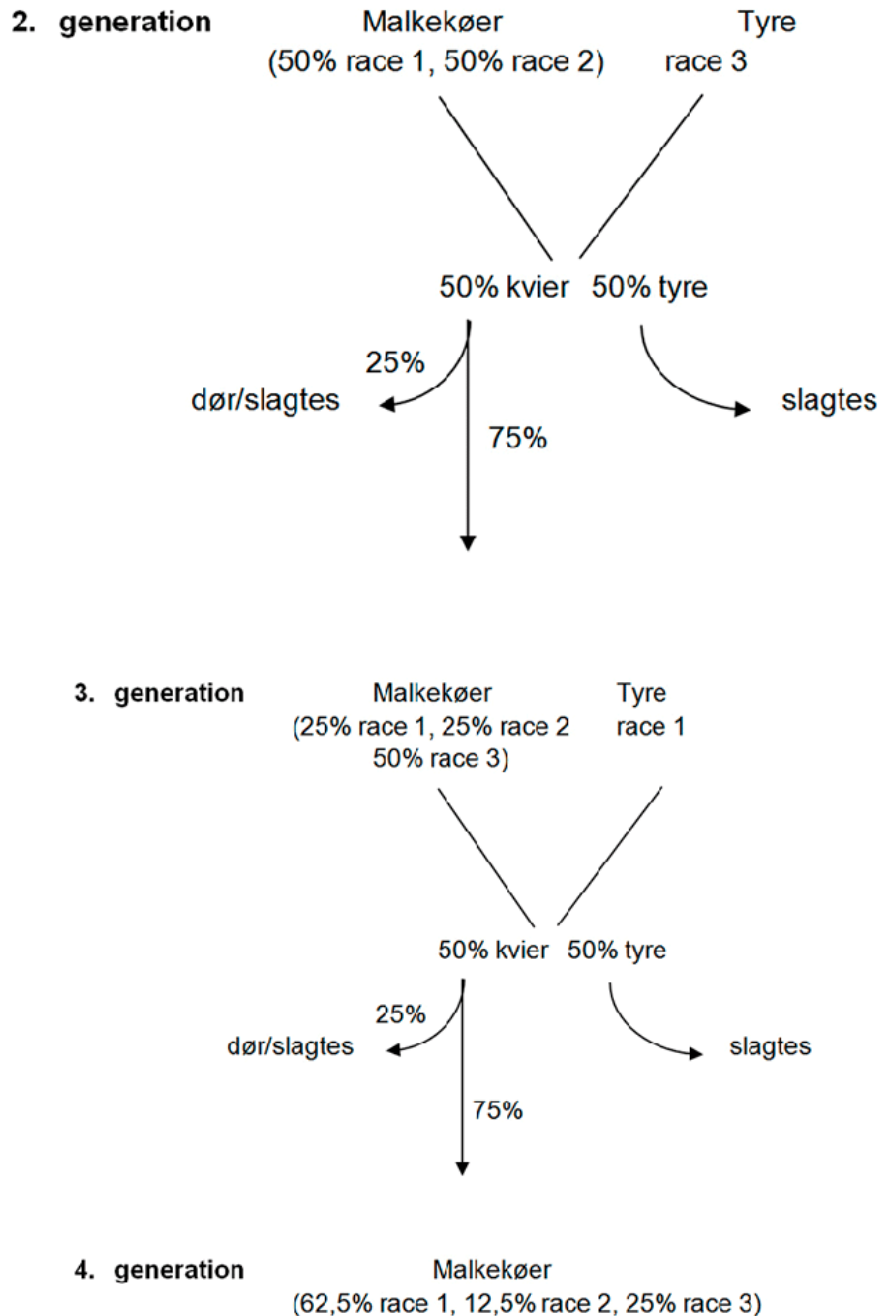 2. generation Malkekøer Tyre
(50% race 1, 50% race 2) race 3
50% kvier 50% tyre
25%
dør/slagtes slagtes
75%
3. generation Malkekøer Tyre
(25% race 1, 25% race 2 race 1
50% race 3)
50% kvier 50% tyre
25%
dør/slagtes slagtes
75%
4. generation Malkekøer
(62,5% race 1, 12,5% race 2, 25% race 3)